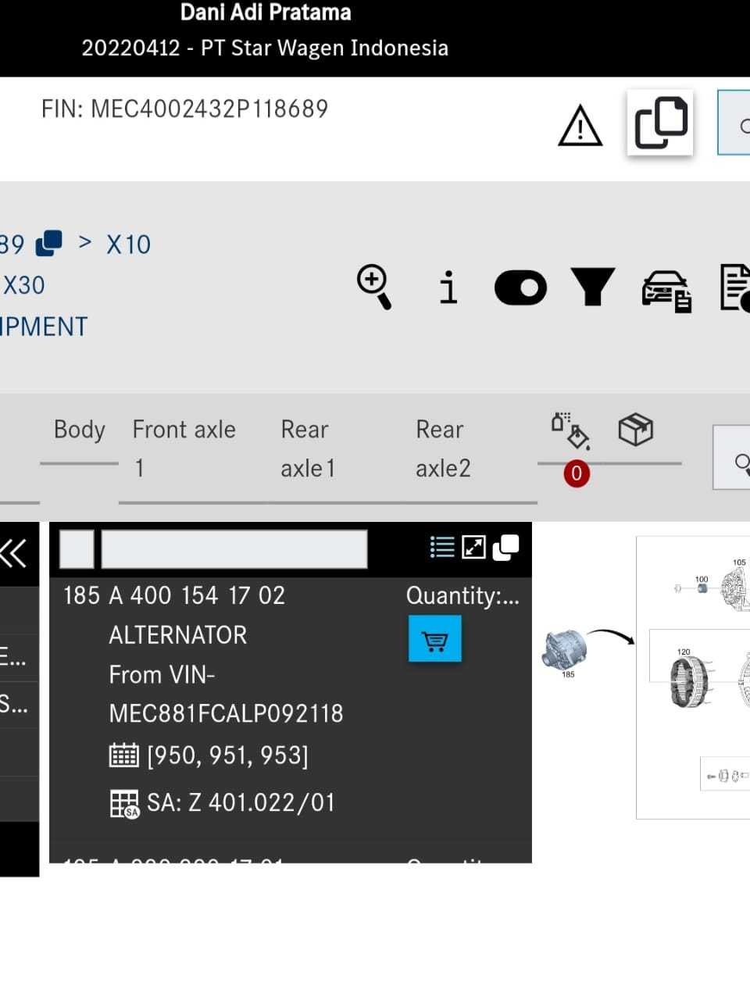 Dani Adi Pratama
20220412 - PT Star Wagen Indonesia
FIN: MEC4002432P118689
89 > X10
X30
IPMENT
i
Body Front axle 1 Rear axle1 Rear axle2
0
185 A 400 154 17 02 Quantity:...
ALTERNATOR
From VIN-
MEC881FCALP092118
[950, 951, 953]
SA: Z 401.022/01
SA
E...
S...
105
100
120
185